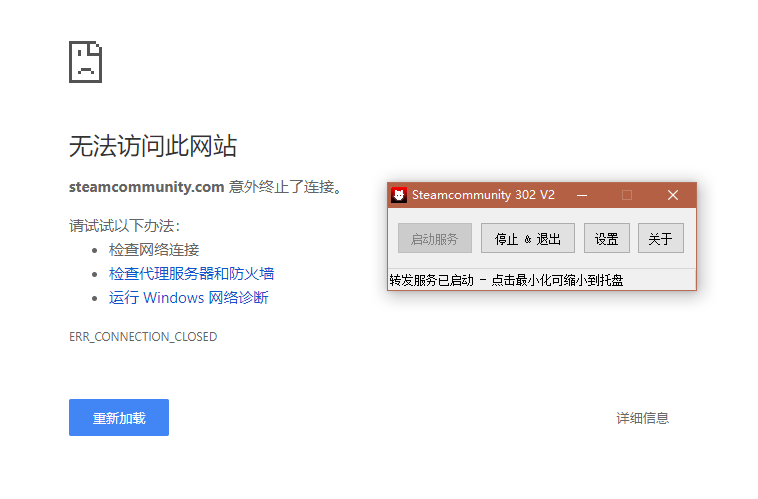 无法访问此网站
steamcommunity.com 意外终止了连接。
请试试以下办法：
检查网络连接
检查代理服务器和防火墙
运行 Windows 网络诊断
ERR_CONNECTION_CLOSED
重新加载
详细信息
Steamcommunity 302 V2
启动服务
停止 & 退出
设置
关于
转发服务已启动 - 点击最小化可缩小到托盘